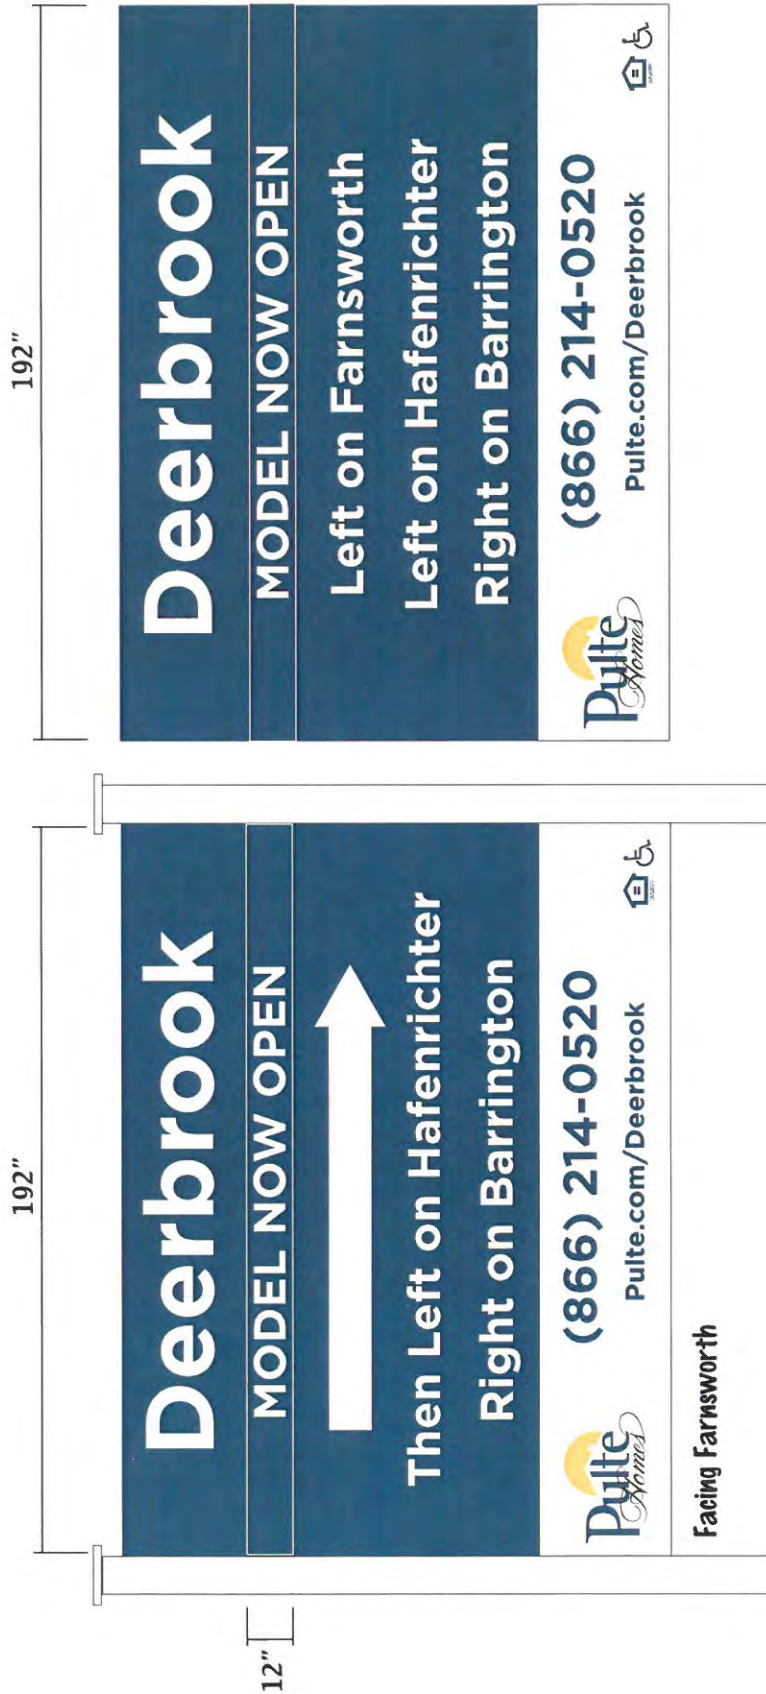 192"
12"
Deerbrook
MODEL NOW OPEN
Then Left on Hafenrichter
Right on Barrington
Pulte
Homes
(866) 214-0520
Pulte.com/Deerbrook
Facing Farnsworth
192"
Deerbrook
MODEL NOW OPEN
Left on Farnsworth
Left on Hafenrichter
Right on Barrington
Pulte
Homes
(866) 214-0520
Pulte.com/Deerbrook